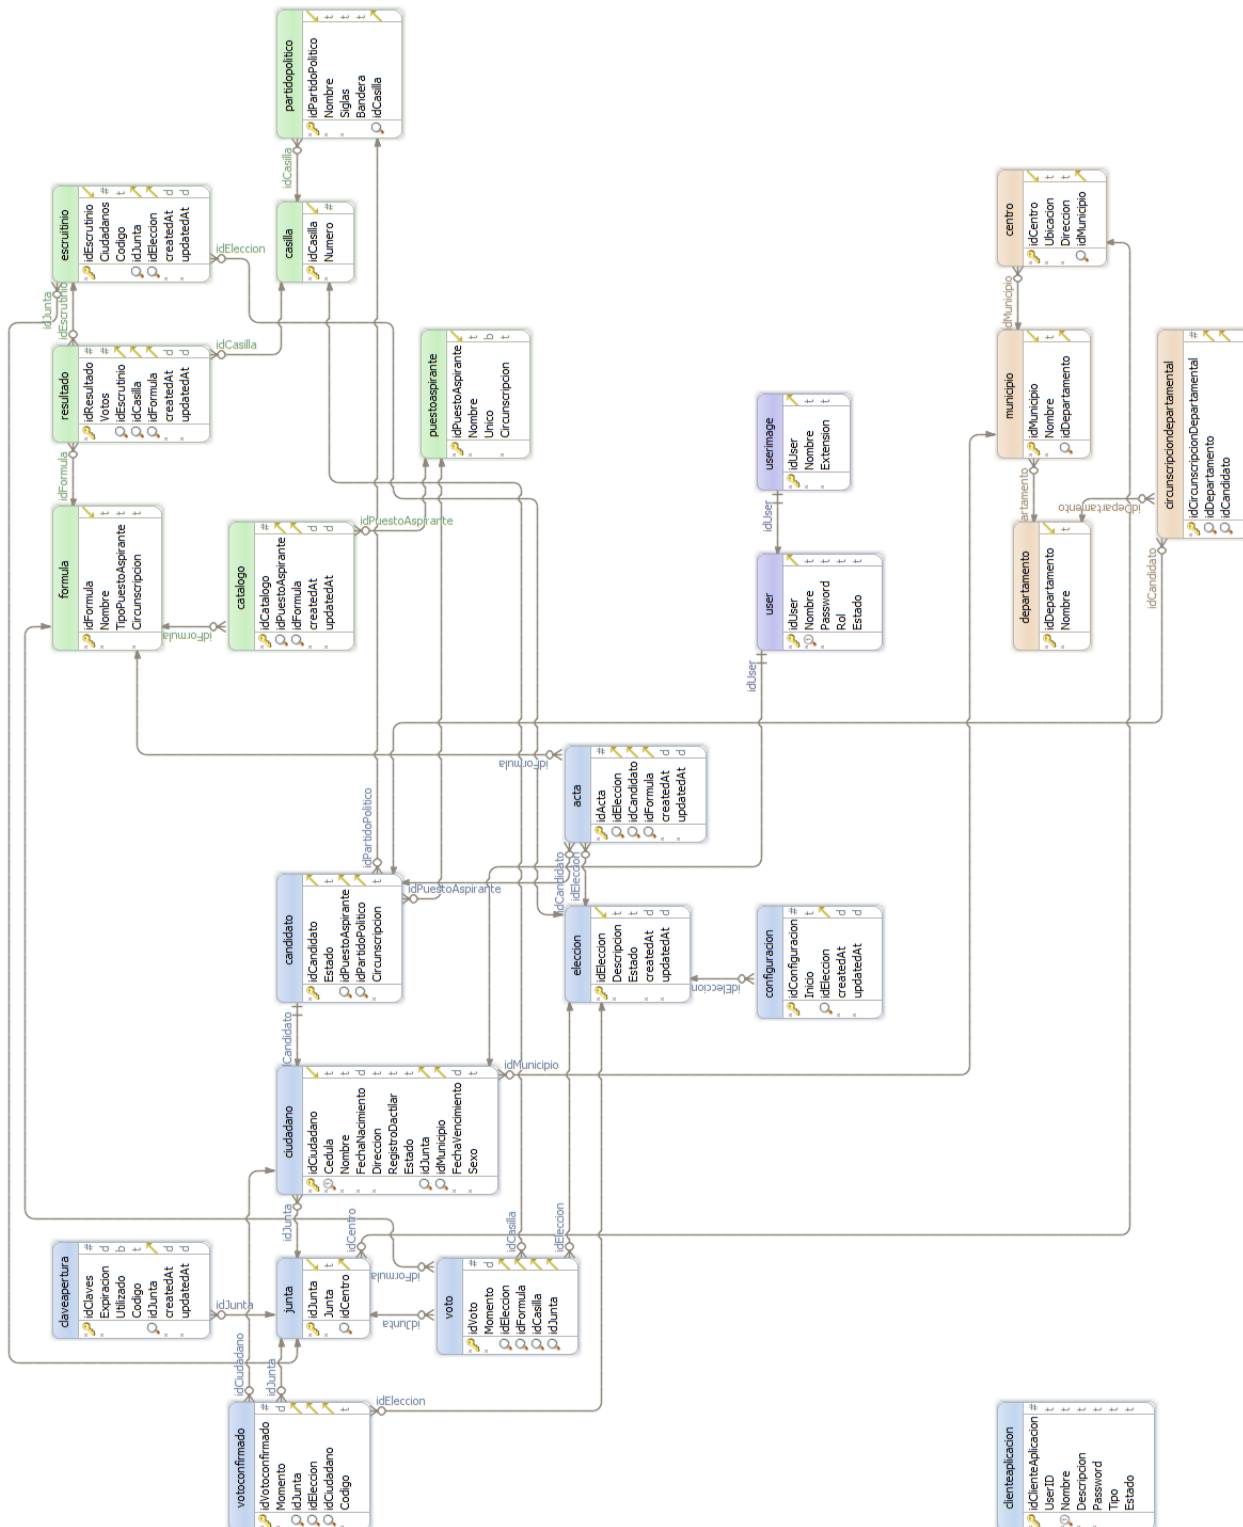 votoconfirmado
idVotoconfirmado #
Momento d
idJunta
idEleccion
idCiudadano
Codigo t
claveapertura
idClaves #
Expiracion d
Utilizado b
Codigo t
idJunta
createdAt d
updatedAt d
junta
idJunta
Junta t
idCentro
voto
idVoto #
Momento d
idEleccion
idFormula
idCasilla
idJunta
ciudadano
idCiudadano
Cedula t
Nombre t
FechaNacimiento d
Direccion t
RegistroDactilar t
Estado t
idJunta
idMunicipio
FechaVencimiento d
Sexo t
candidato
idCandidato
Estado t
idPuestoAspirante
idPartidoPolitico
Circunscripcion t
eleccion
idEleccion
Descripcion t
Estado t
createdAt d
updatedAt d
configuracion
idConfiguracion #
Inicio t
idEleccion
createdAt d
updatedAt d
acta
idActa #
idEleccion
idCandidato
idFormula
createdAt d
updatedAt d
formula
idFormula
Nombre t
TipoPuestoAspirante t
Circunscripcion t
catalogo
idCatalogo #
idPuestoAspirante
idFormula
createdAt d
updatedAt d
resultado
idResultado #
Votos #
idEscrutinio
idCasilla
idFormula
createdAt d
updatedAt d
escruitinio
idEscrutinio
Ciudadanos #
Codigo t
idJunta
idEleccion
createdAt d
updatedAt d
casilla
idCasilla
Numero #
partidopolitico
idPartidoPolitico
Nombre t
Siglas t
Bandera t
idCasilla
puestoaspirante
idPuestoAspirante
Nombre t
Unico b
Circunscripcion t
user
idUser
Nombre t
Password t
Rol t
Estado t
userimage
idUser
Nombre t
Extension t
departamento
idDepartamento
Nombre t
municipio
idMunicipio
Nombre t
idDepartamento
centro
idCentro
Ubicacion t
Direccion t
idMunicipio
circunscripciondepartamental
idCircunscripcionDepartamental #
idDepartamento
idCandidato
clienteaplicacion
idClienteAplicacion #
UserID t
Nombre t
Descripcion t
Password t
Tipo t
Estado t
idCiudadano
idJunta
idEleccion
idJunta
idJunta
idCentro
idFormula
idJunta
idCasilla
idEleccion
idMunicipio
Candidato
idPartidoPolitico
idPuestoAspirante
idCandidato
idEleccion
idEleccion
idFormula
idFormula
idPuestoAspirante
idFormula
idEscrutinio
idJunta
idCasilla
idEleccion
idCasilla
idUser
idUser
artamento
idMunicipio
idDepartamento
idCandidato